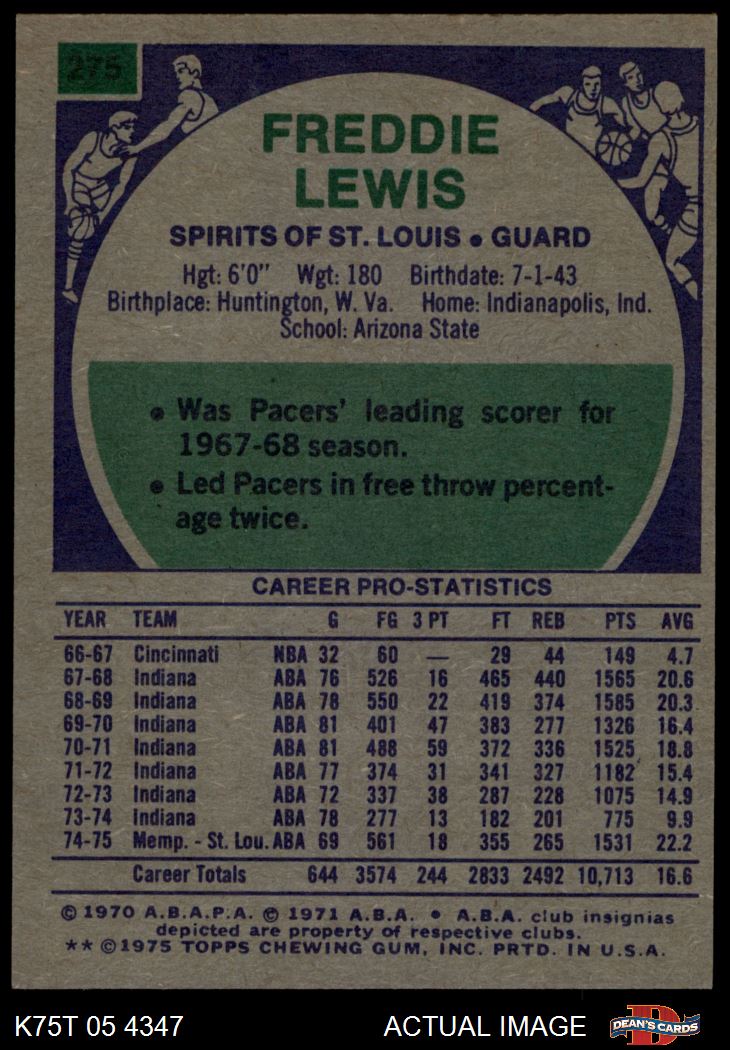 275
FREDDIE
LEWIS
SPIRITS OF ST. LOUIS • GUARD
Hgt: 6'0" Wgt: 180 Birthdate: 7-1-43
Birthplace: Huntington, W. Va. Home: Indianapolis, Ind.
School: Arizona State
• Was Pacers' leading scorer for
1967-68 season.
• Led Pacers in free throw percent-
age twice.
CAREER PRO-STATISTICS
YEAR TEAM G FG 3 PT FT REB PTS AVG
66-67 Cincinnati NBA 32 60 — 29 44 149 4.7
67-68 Indiana ABA 76 526 16 465 440 1565 20.6
68-69 Indiana ABA 78 550 22 419 374 1585 20.3
69-70 Indiana ABA 81 401 47 383 277 1326 16.4
70-71 Indiana ABA 81 488 59 372 336 1525 18.8
71-72 Indiana ABA 77 374 31 341 327 1182 15.4
72-73 Indiana ABA 72 337 38 287 228 1075 14.9
73-74 Indiana ABA 78 277 13 182 201 775 9.9
74-75 Memp. - St. Lou. ABA 69 561 18 355 265 1531 22.2
Career Totals 644 3574 244 2833 2492 10,713 16.6
© 1970 A.B.A.P.A. © 1971 A.B.A. • A.B.A. club insignias
depicted are property of respective clubs.
** © 1975 TOPPS CHEWING GUM, INC. PRTD. IN U.S.A.
K75T 05 4347 ACTUAL IMAGE DEAN'S CARDS